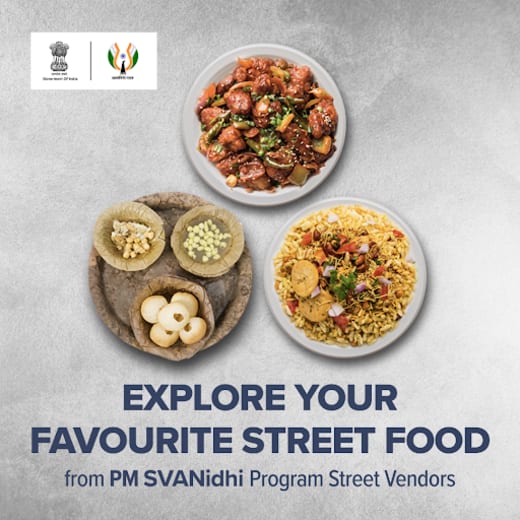 Government Of India
EXPLORE YOUR
FAVOURITE STREET FOOD
from PM SVANidhi Program Street Vendors